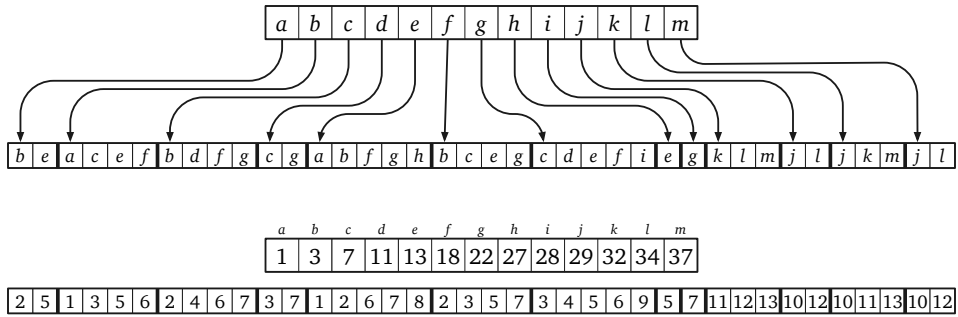 a b c d e f g h i j k l m
b e a c e f b d f g c g a b f g h b c e g c d e f i e g k l m j l j k m j l
a b c d e f g h i j k l m
1 3 7 11 13 18 22 27 28 29 32 34 37
2 5 1 3 5 6 2 4 6 7 3 7 1 2 6 7 8 2 3 5 7 3 4 5 6 9 5 7 11 12 13 10 12 10 11 13 10 12